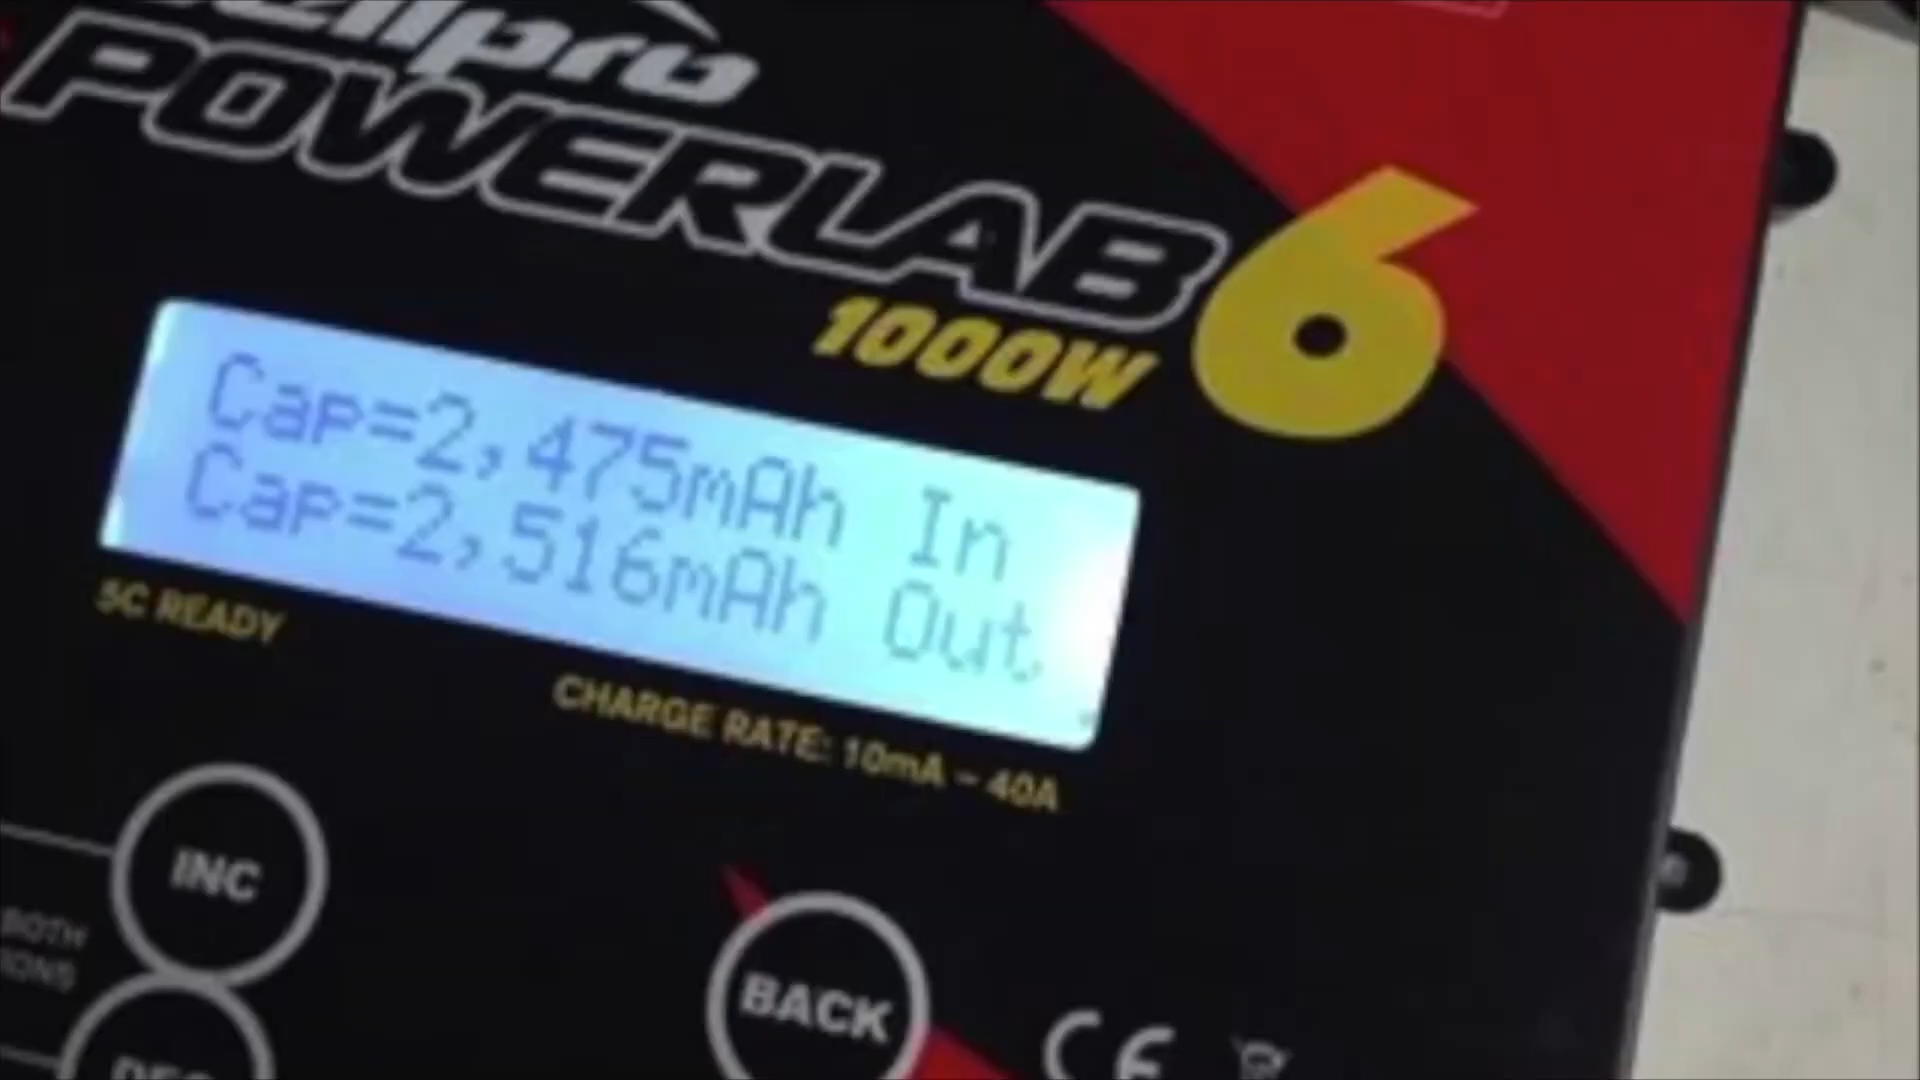 POWERLAB 6
1000W
Cap=2,475mAh In
Cap=2,516mAh Out
5C READY
CHARGE RATE: 10mA - 40A
INC
BOTH
BACK
CE